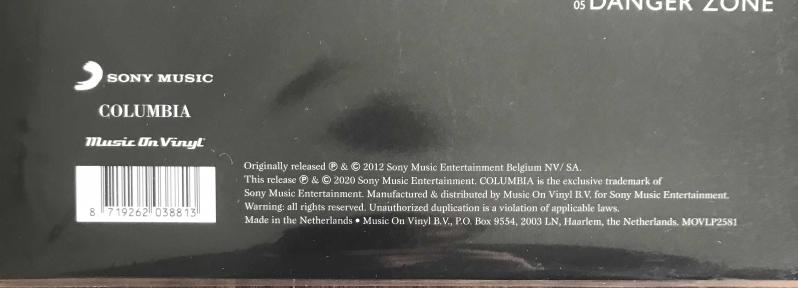 05 DANGER ZONE
SONY MUSIC
COLUMBIA
Music On Vinyl
Originally released ℗ & © 2012 Sony Music Entertainment Belgium NV/ SA.
This release ℗ & © 2020 Sony Music Entertainment. COLUMBIA is the exclusive trademark of
Sony Music Entertainment. Manufactured & distributed by Music On Vinyl B.V. for Sony Music Entertainment.
Warning: all rights reserved. Unauthorized duplication is a violation of applicable laws.
Made in the Netherlands • Music On Vinyl B.V., P.O. Box 9554, 2003 LN, Haarlem, the Netherlands. MOVLP2581
8 719262 038813